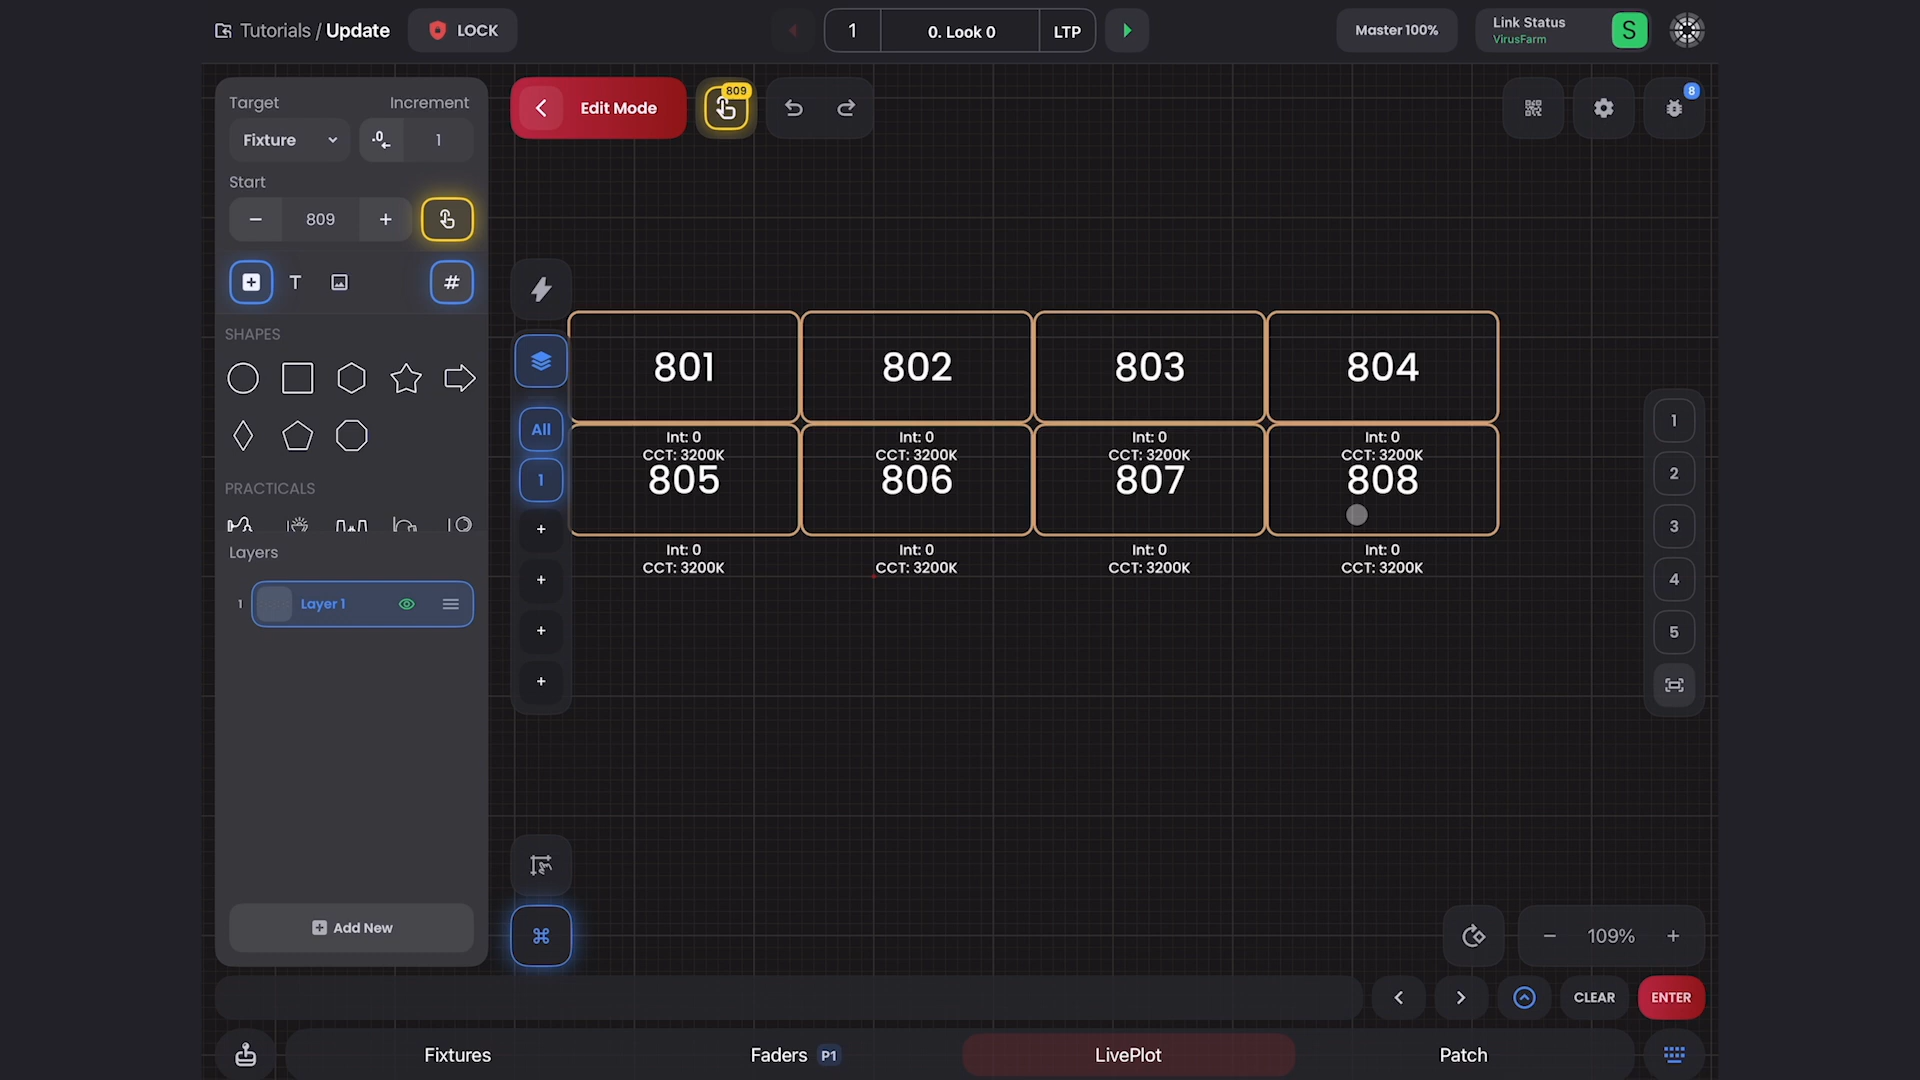 Tutorials / Update
LOCK
1
0. Look 0
LTP
Master 100%
Link Status
VirusFarm
S
Target
Increment
Fixture
.0
1
Start
809
Edit Mode
809
8
T
#
SHAPES
PRACTICALS
Layers
1
Layer 1
Add New
All
1
+
+
+
+
801
802
803
804
Int: 0
CCT: 3200K
Int: 0
CCT: 3200K
Int: 0
CCT: 3200K
Int: 0
CCT: 3200K
805
806
807
808
Int: 0
CCT: 3200K
Int: 0
CCT: 3200K
Int: 0
CCT: 3200K
Int: 0
CCT: 3200K
1
2
3
4
5
109%
CLEAR
ENTER
Fixtures
Faders P1
LivePlot
Patch